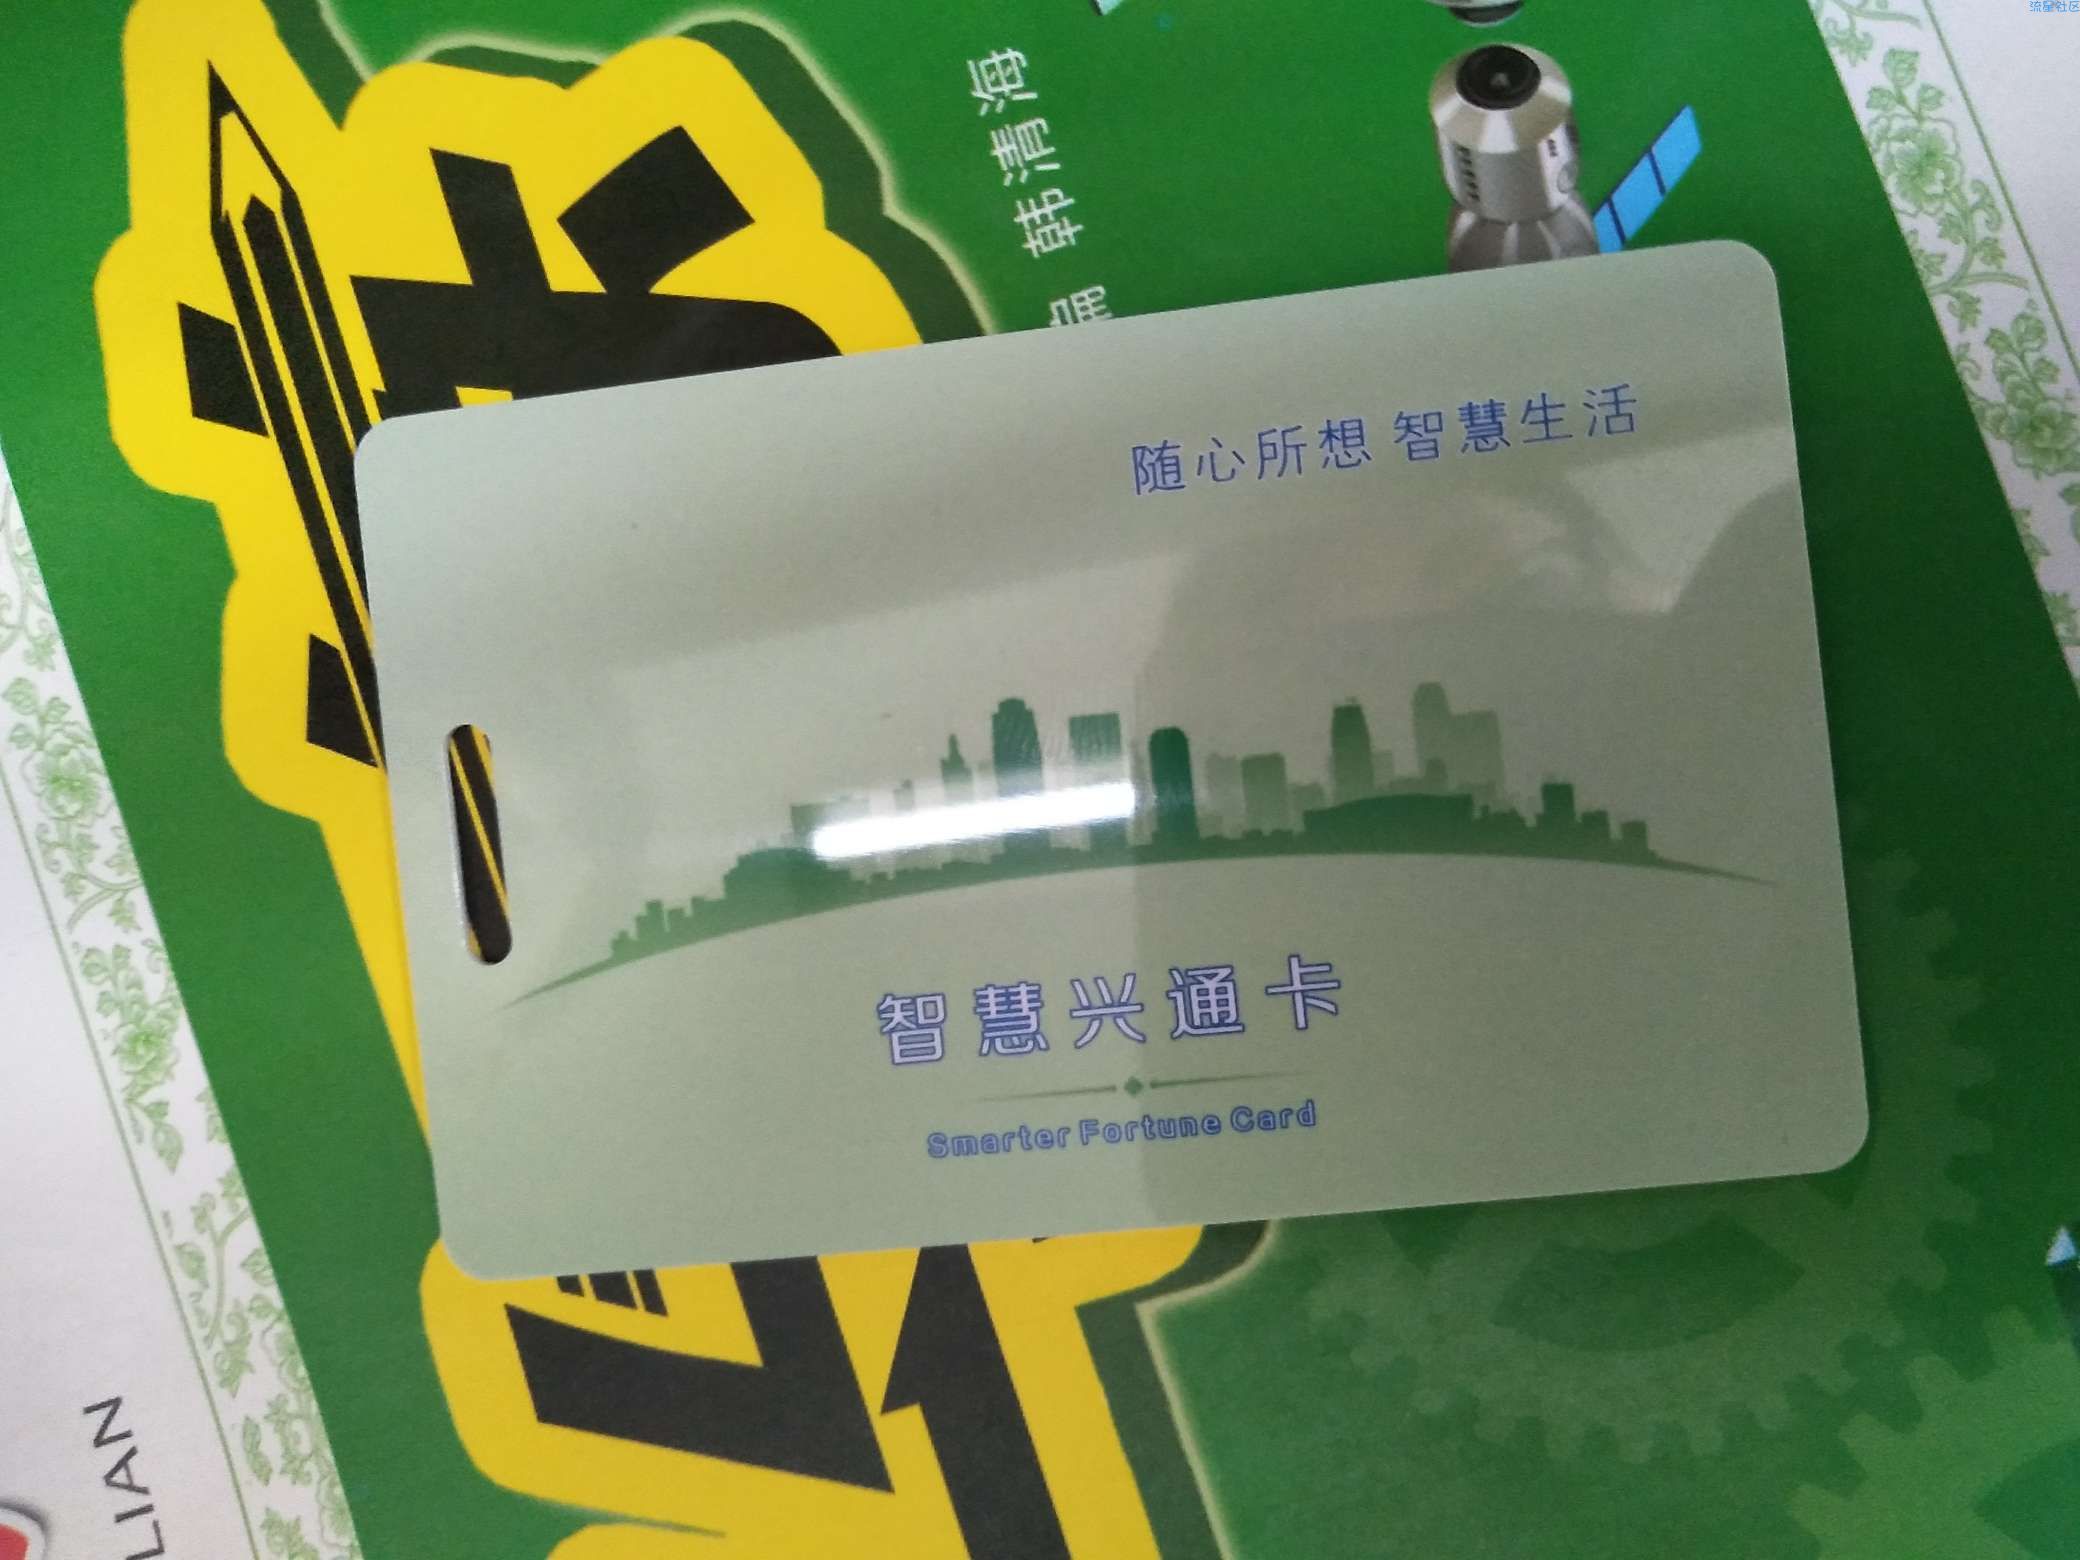 流星社区
韩清海
随心所想 智慧生活
智慧兴通卡
Smarter Fortune Card
LIAN